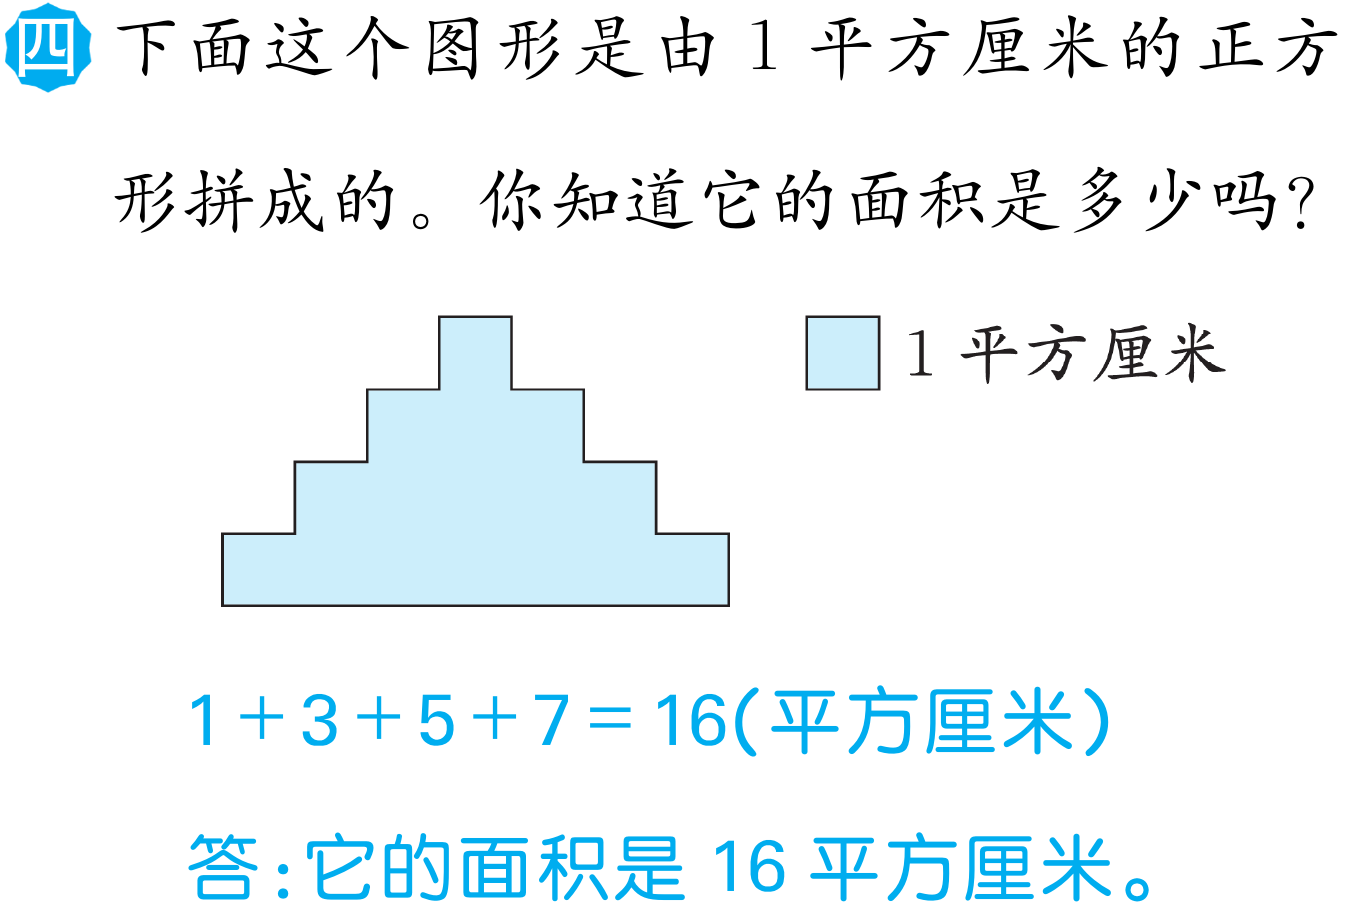 四 下面这个图形是由 1 平方厘米的正方
形拼成的。你知道它的面积是多少吗?
1 平方厘米
1+3+5+7=16(平方厘米)
答:它的面积是 16 平方厘米。